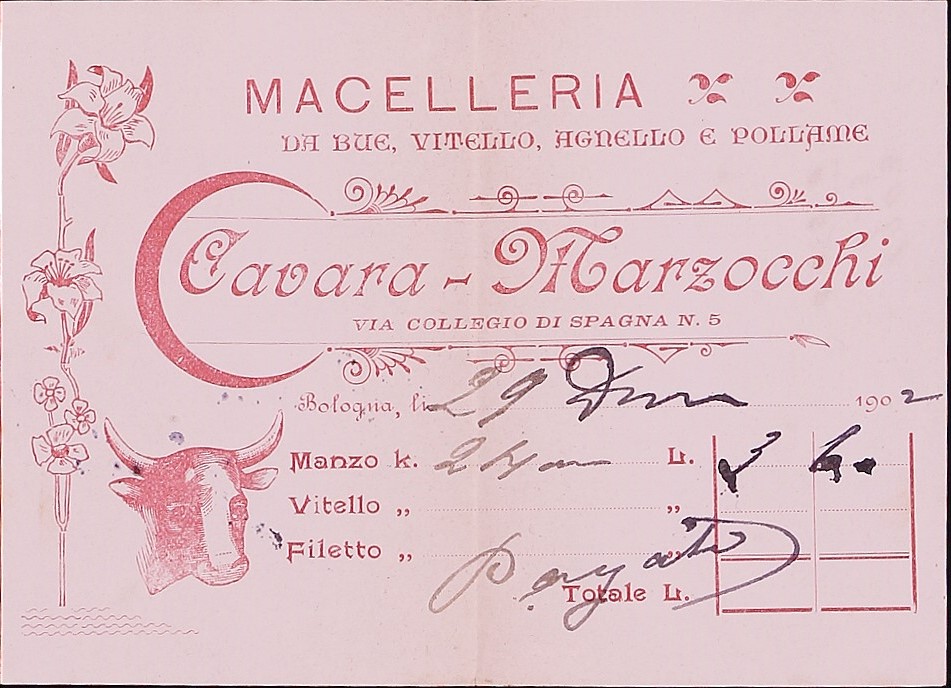 MACELLERIA
DA BUE, VITELLO, AGNELLO E POLLAME
Cavara - Marzocchi
VIA COLLEGIO DI SPAGNA N. 5
Bologna, li 29 1902
Manzo k. L.
Vitello „ „
Filetto „ „
Pagato
Totale L.